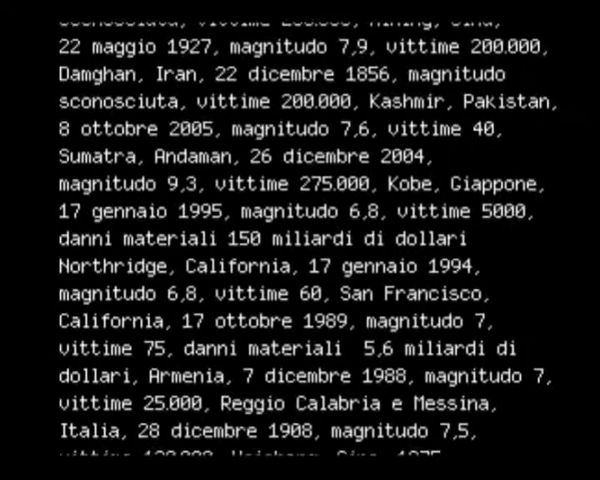 22 maggio 1927, magnitudo 7,9, vittime 200.000,
Damghan, Iran, 22 dicembre 1856, magnitudo
sconosciuta, vittime 200.000, Kashmir, Pakistan,
8 ottobre 2005, magnitudo 7,6, vittime 40,
Sumatra, Andaman, 26 dicembre 2004,
magnitudo 9,3, vittime 275.000, Kobe, Giappone,
17 gennaio 1995, magnitudo 6,8, vittime 5000,
danni materiali 150 miliardi di dollari
Northridge, California, 17 gennaio 1994,
magnitudo 6,8, vittime 60, San Francisco,
California, 17 ottobre 1989, magnitudo 7,
vittime 75, danni materiali  5,6 miliardi di
dollari, Armenia, 7 dicembre 1988, magnitudo 7,
vittime 25.000, Reggio Calabria e Messina,
Italia, 28 dicembre 1908, magnitudo 7,5,